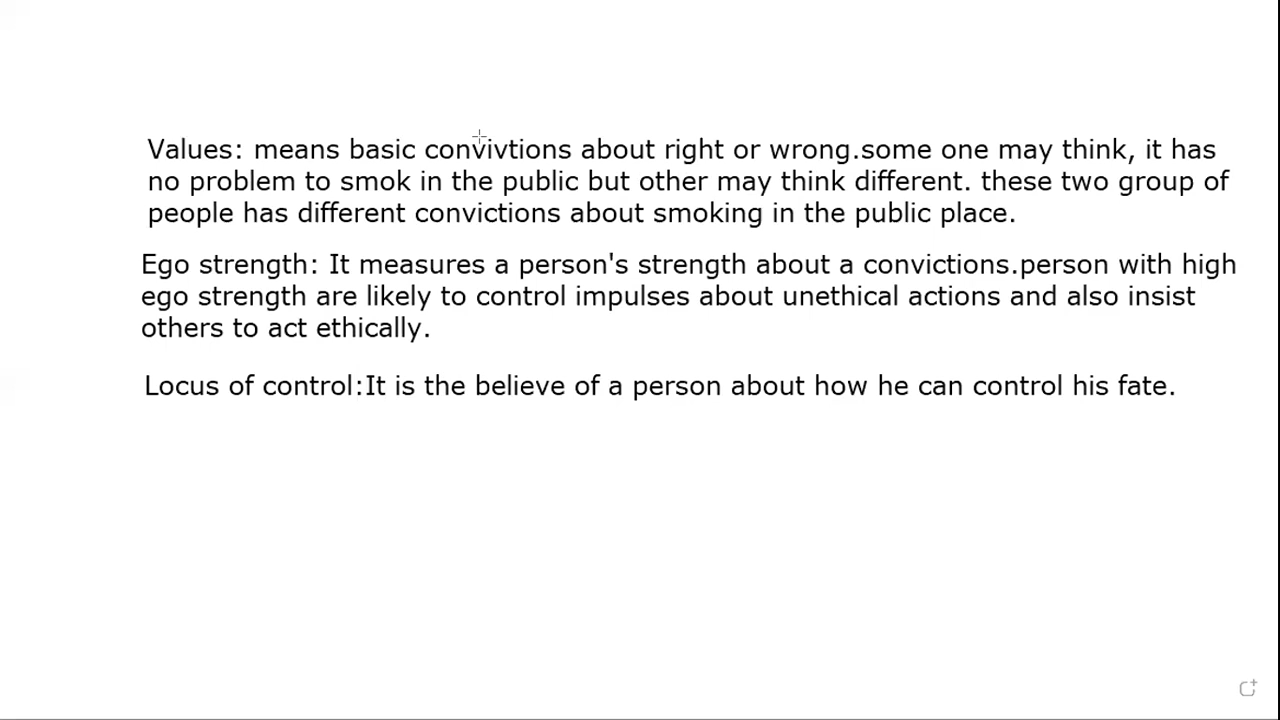 Values: means basic convivtions about right or wrong.some one may think, it has
no problem to smok in the public but other may think different. these two group of
people has different convictions about smoking in the public place.
Ego strength: It measures a person's strength about a convictions.person with high
ego strength are likely to control impulses about unethical actions and also insist
others to act ethically.
Locus of control:It is the believe of a person about how he can control his fate.